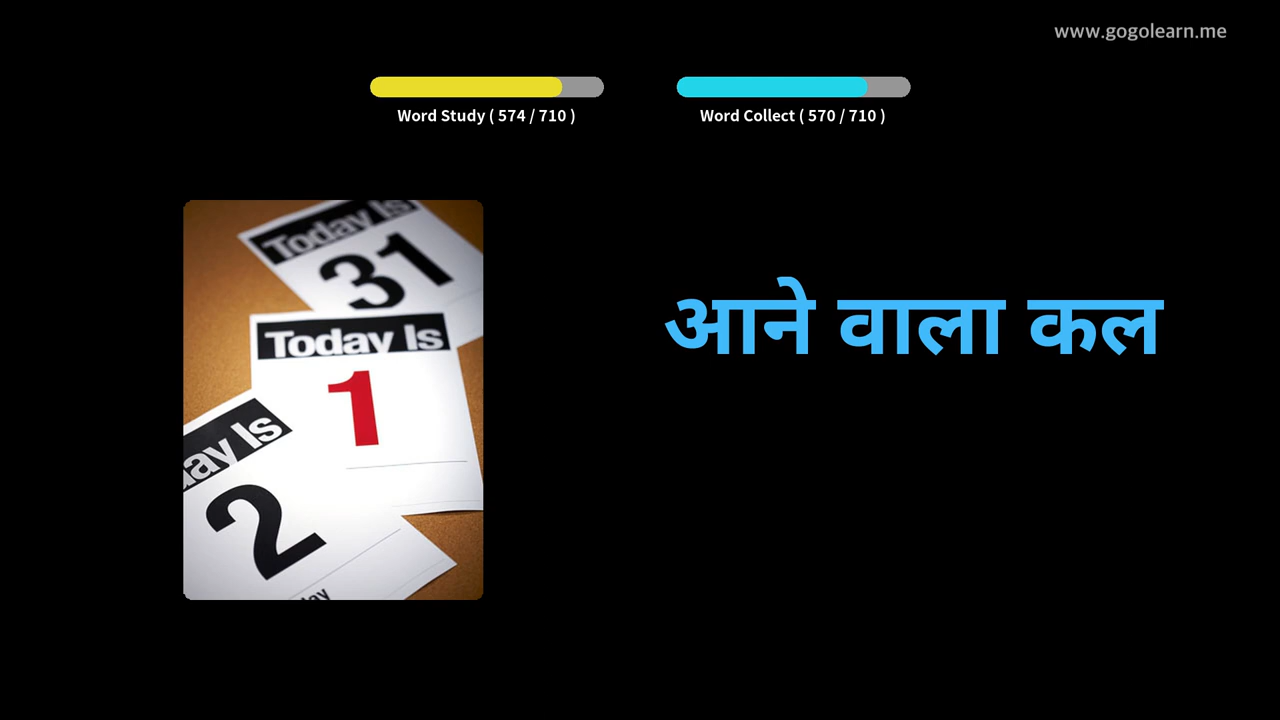 www.gogolearn.me
Word Study ( 574 / 710 )
Word Collect ( 570 / 710 )
Today Is
31
Today Is
1
ay Is
2
आने वाला कल